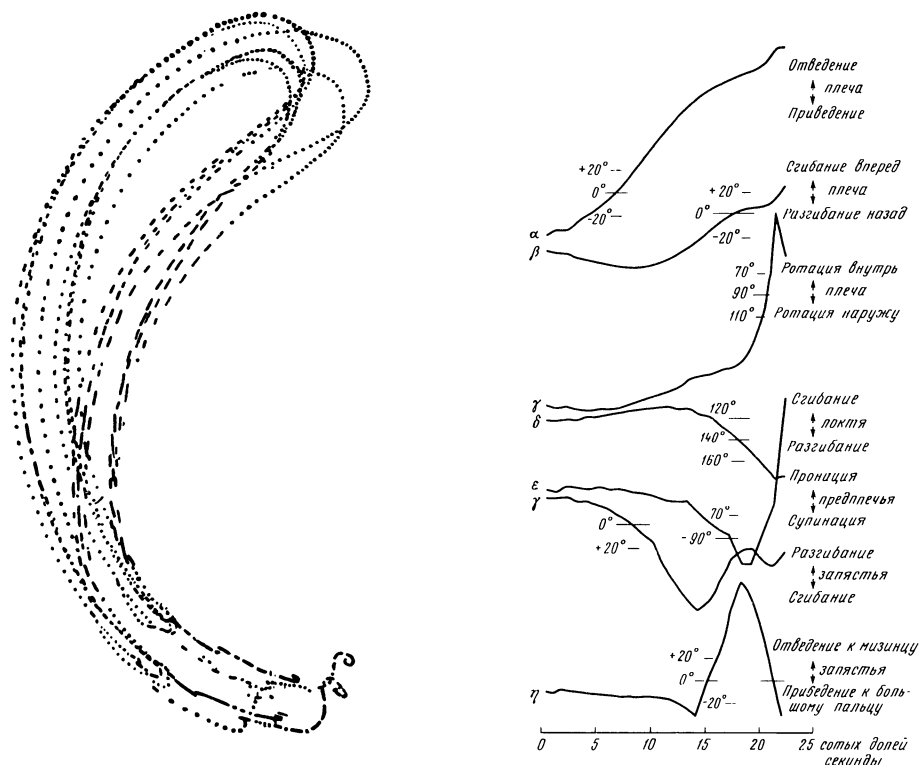 Отведение
плеча
Приведение
+20°
0°
-20°
α
Сгибание вперед
плеча
Разгибание назад
+20°
0°
-20°
β
Ротация внутрь
плеча
Ротация наружу
70°
90°
110°
γ
δ
Сгибание
локтя
Разгибание
120°
140°
160°
Пронация
предплечья
Супинация
ε
γ
70°
-90°
0°
+20°
Разгибание
запястья
Сгибание
Отведение к мизинцу
запястья
Приведение к боль-
шому пальцу
+20°
0°
-20°
η
0 5 10 15 20 25 сотых долей
секунды